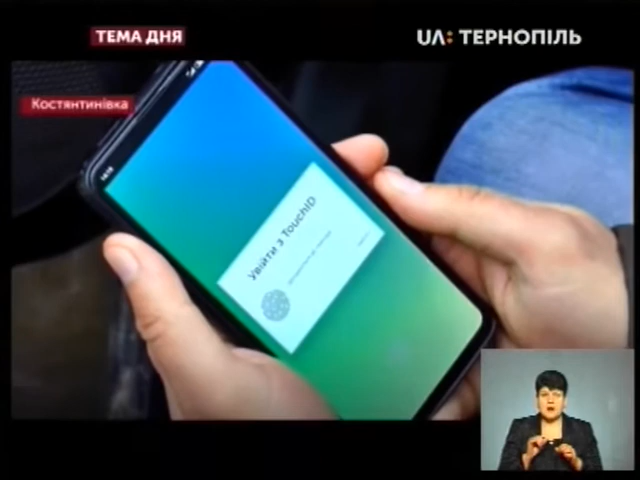 ТЕМА ДНЯ
UA: ТЕРНОПІЛЬ
Костянтинівка
Увійти з TouchID